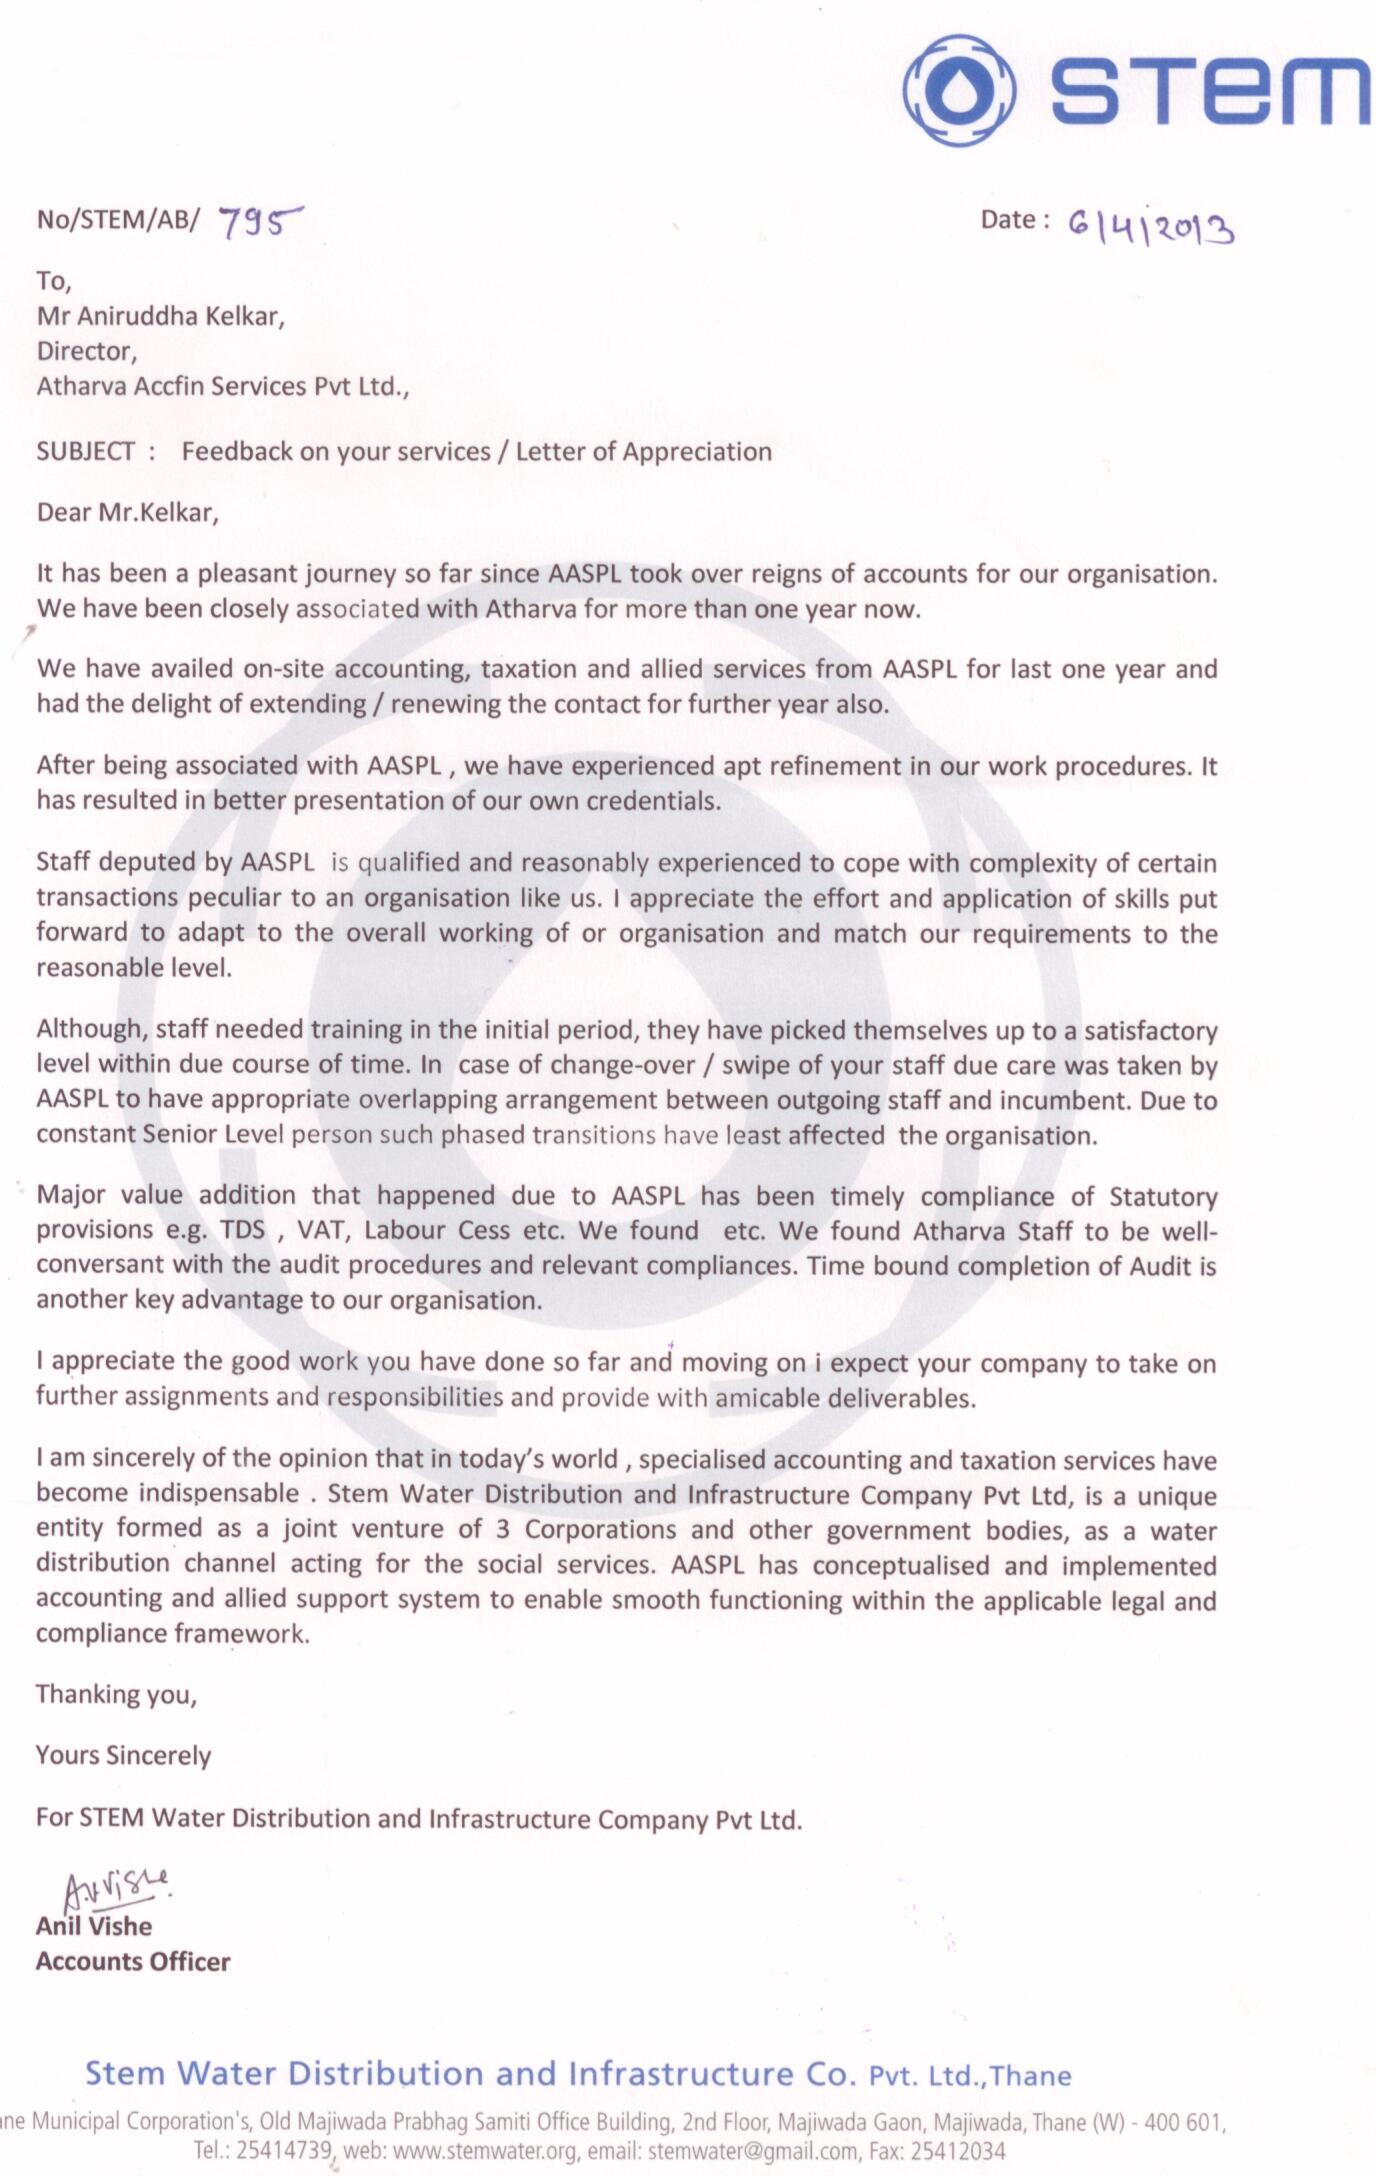 STEM
No/STEM/AB/ 795 Date : 6/4/2013
To,
Mr Aniruddha Kelkar,
Director,
Atharva Accfin Services Pvt Ltd.,
SUBJECT : Feedback on your services / Letter of Appreciation
Dear Mr.Kelkar,
It has been a pleasant journey so far since AASPL took over reigns of accounts for our organisation.
We have been closely associated with Atharva for more than one year now.
We have availed on-site accounting, taxation and allied services from AASPL for last one year and
had the delight of extending / renewing the contact for further year also.
After being associated with AASPL , we have experienced apt refinement in our work procedures. It
has resulted in better presentation of our own credentials.
Staff deputed by AASPL is qualified and reasonably experienced to cope with complexity of certain
transactions peculiar to an organisation like us. I appreciate the effort and application of skills put
forward to adapt to the overall working of or organisation and match our requirements to the
reasonable level.
Although, staff needed training in the initial period, they have picked themselves up to a satisfactory
level within due course of time. In case of change-over / swipe of your staff due care was taken by
AASPL to have appropriate overlapping arrangement between outgoing staff and incumbent. Due to
constant Senior Level person such phased transitions have least affected the organisation.
Major value addition that happened due to AASPL has been timely compliance of Statutory
provisions e.g. TDS , VAT, Labour Cess etc. We found etc. We found Atharva Staff to be well-
conversant with the audit procedures and relevant compliances. Time bound completion of Audit is
another key advantage to our organisation.
I appreciate the good work you have done so far and moving on i expect your company to take on
further assignments and responsibilities and provide with amicable deliverables.
I am sincerely of the opinion that in today's world , specialised accounting and taxation services have
become indispensable . Stem Water Distribution and Infrastructure Company Pvt Ltd, is a unique
entity formed as a joint venture of 3 Corporations and other government bodies, as a water
distribution channel acting for the social services. AASPL has conceptualised and implemented
accounting and allied support system to enable smooth functioning within the applicable legal and
compliance framework.
Thanking you,
Yours Sincerely
For STEM Water Distribution and Infrastructure Company Pvt Ltd.
A.V.Vishe
Anil Vishe
Accounts Officer
Stem Water Distribution and Infrastructure Co. Pvt. Ltd.,Thane
ane Municipal Corporation's, Old Majiwada Prabhag Samiti Office Building, 2nd Floor, Majiwada Gaon, Majiwada, Thane (W) - 400 601,
Tel.: 25414739, web: www.stemwater.org, email: stemwater@gmail.com, Fax: 25412034